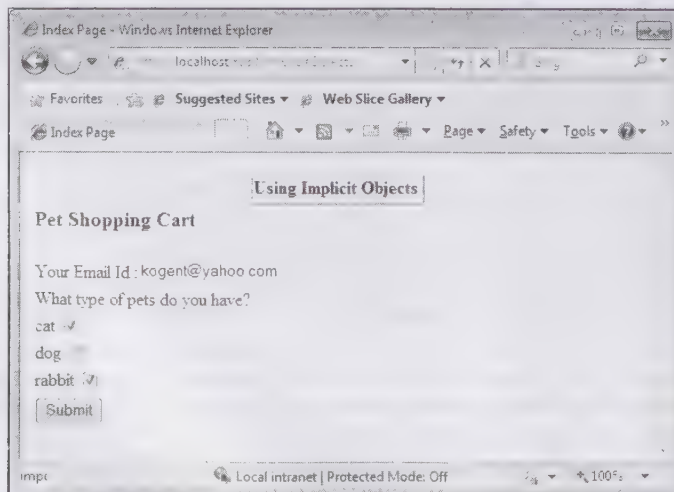 Index Page - Windows Internet Explorer
localhost
Favorites Suggested Sites ▾ Web Slice Gallery ▾
Index Page Page ▾ Safety ▾ Tools ▾ »
Using Implicit Objects
Pet Shopping Cart
Your Email Id : kogent@yahoo com
What type of pets do you have?
cat
dog
rabbit
Submit
Local intranet | Protected Mode: Off 100%